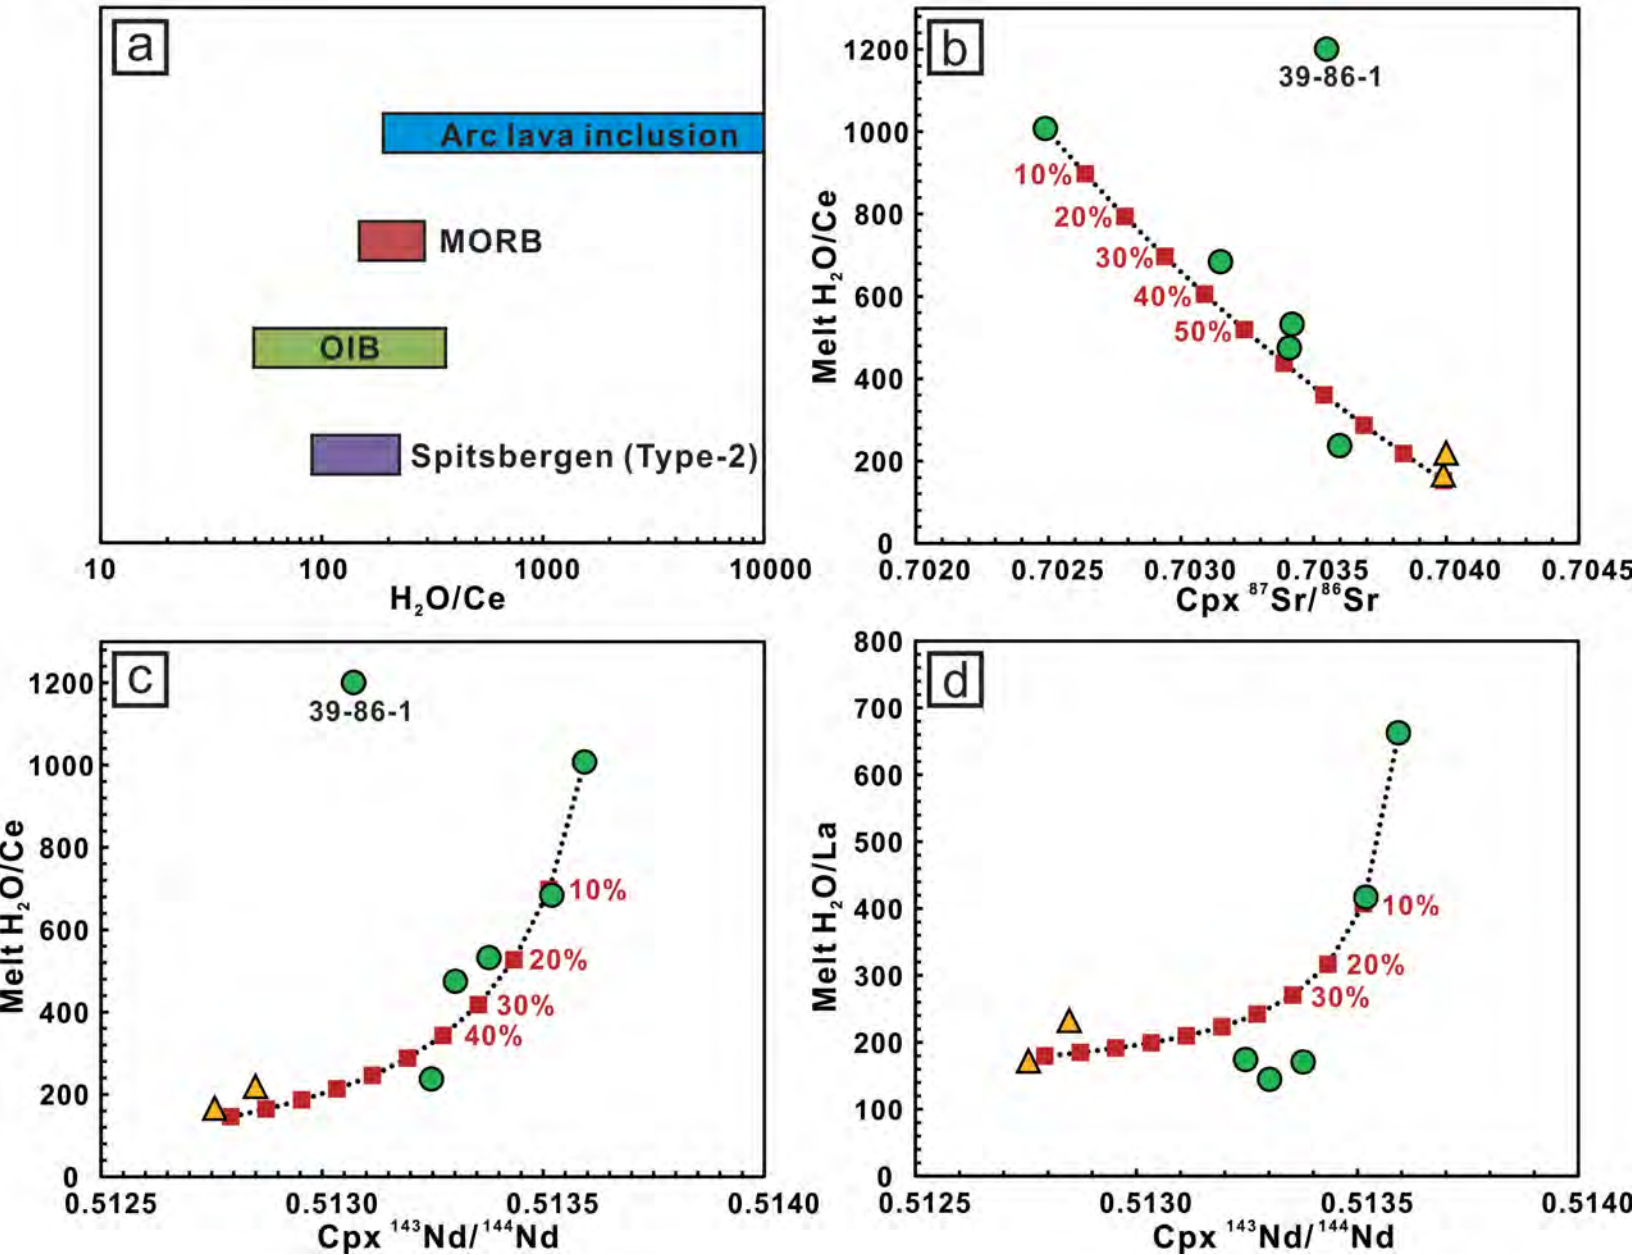 a
Arc lava inclusion
MORB
OIB
Spitsbergen (Type-2)
10 100 1000 10000
H₂O/Ce
b
Melt H₂O/Ce
1200
1000
800
600
400
200
0
39-86-1
10%
20%
30%
40%
50%
0.7020 0.7025 0.7030 0.7035 0.7040 0.7045
Cpx ⁸⁷Sr/⁸⁶Sr
c
Melt H₂O/Ce
1200
1000
800
600
400
200
0
39-86-1
10%
20%
30%
40%
0.5125 0.5130 0.5135 0.5140
Cpx ¹⁴³Nd/¹⁴⁴Nd
d
Melt H₂O/La
800
700
600
500
400
300
200
100
0
10%
20%
30%
0.5125 0.5130 0.5135 0.5140
Cpx ¹⁴³Nd/¹⁴⁴Nd